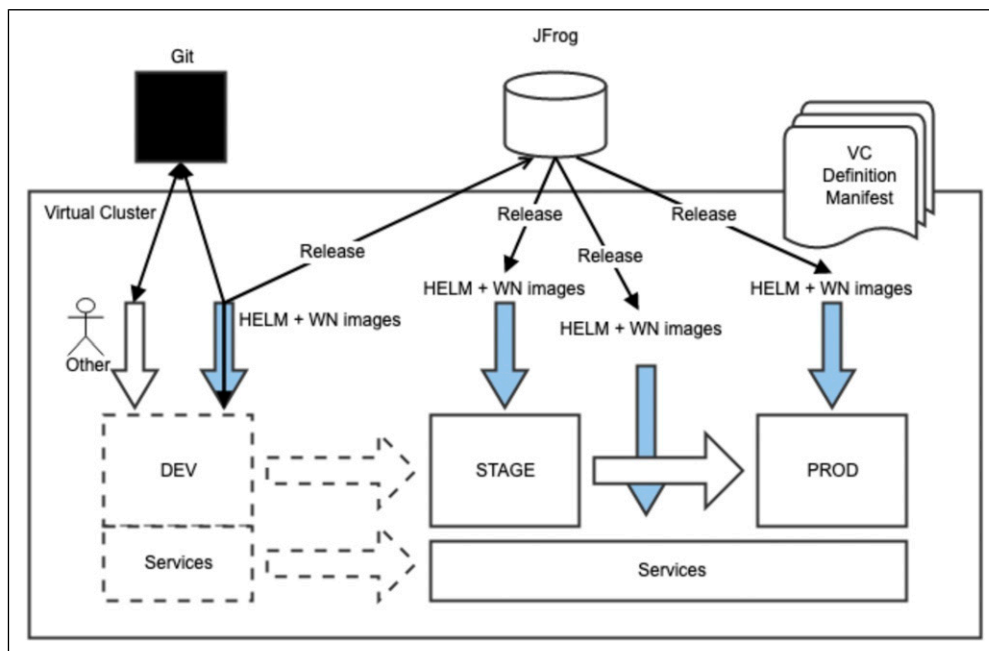 JFrog
Git
VC
Definition
Manifest
Virtual Cluster
Release
Release
Release
Release
HELM + WN images
HELM + WN images
HELM + WN images
HELM + WN images
Other
DEV
STAGE
PROD
Services
Services